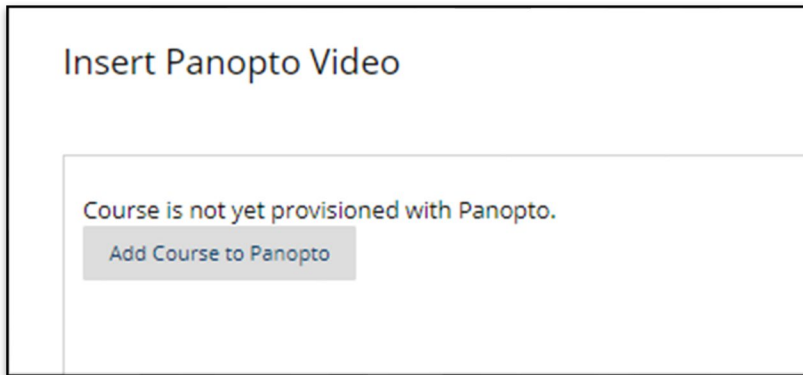 Insert Panopto Video
Course is not yet provisioned with Panopto.
Add Course to Panopto